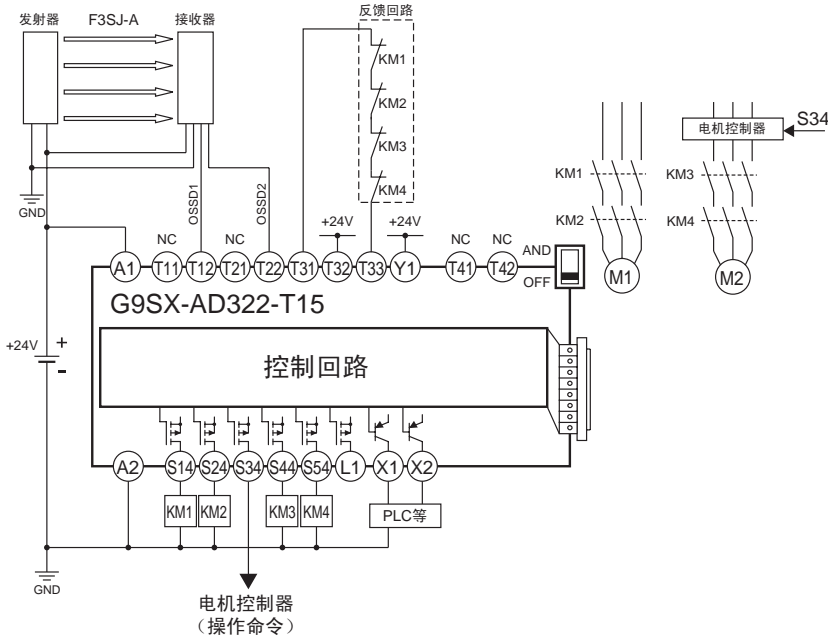 发射器
F3SJ-A
接收器
反馈回路
KM1
KM2
KM3
KM4
GND
OSSD1
OSSD2
+24V
+24V
NC
NC
NC
NC
A1
T11
T12
T21
T22
T31
T32
T33
Y1
T41
T42
AND
OFF
电机控制器
S34
KM1
KM2
KM3
KM4
M1
M2
G9SX-AD322-T15
控制回路
+24V
+
-
A2
S14
S24
S34
S44
S54
L1
X1
X2
KM1
KM2
KM3
KM4
PLC等
GND
电机控制器
（操作命令）